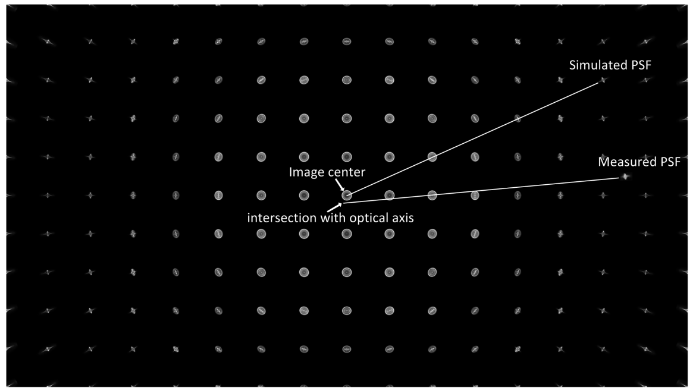 Simulated PSF
Measured PSF
Image center
intersection with optical axis